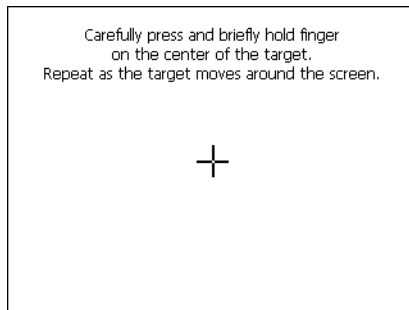 Carefully press and briefly hold finger
on the center of the target.
Repeat as the target moves around the screen.